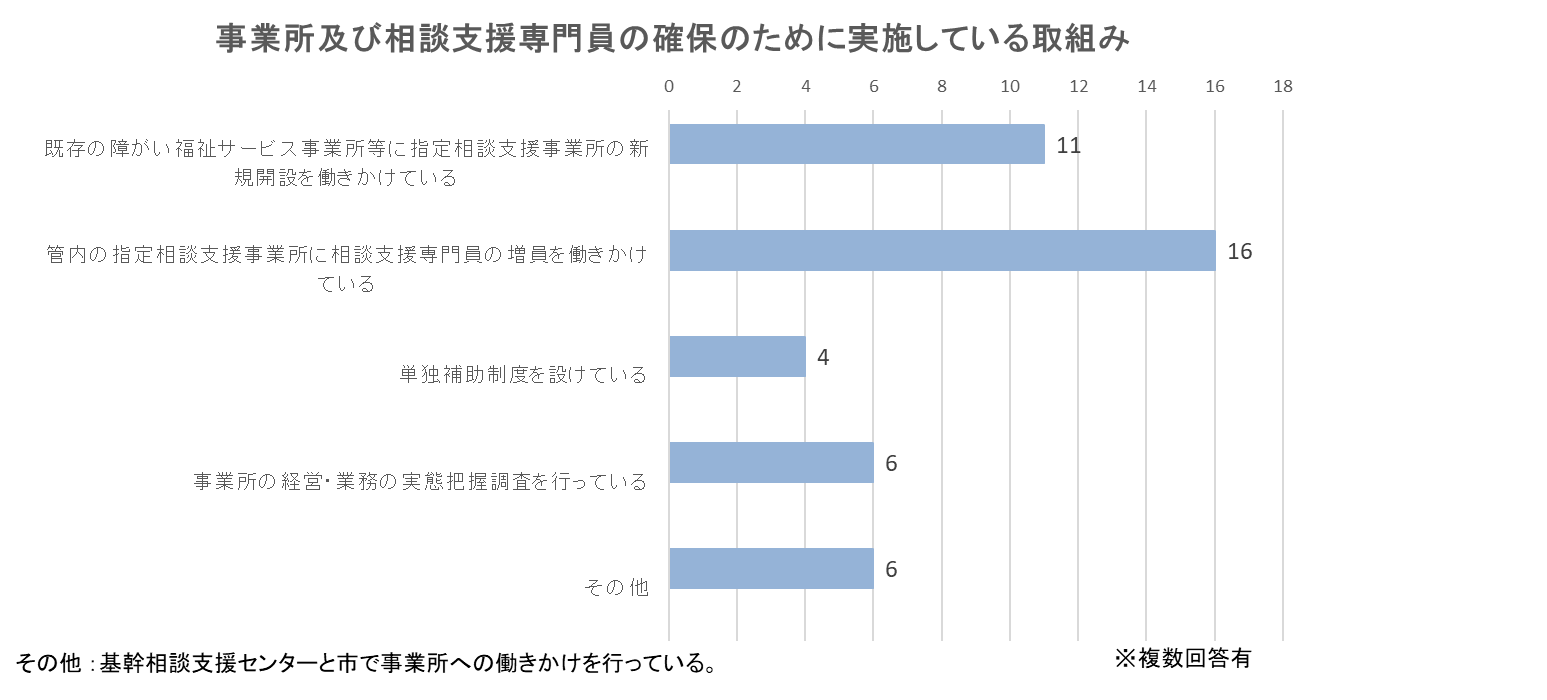 事業所及び相談支援専門員の確保のために実施している取組み
0 2 4 6 8 10 12 14 16 18
既存の障がい福祉サービス事業所等に指定相談支援事業所の新
規開設を働きかけている
11
管内の指定相談支援事業所に相談支援専門員の増員を働きかけ
ている
16
単独補助制度を設けている
4
事業所の経営・業務の実態把握調査を行っている
6
その他
6
その他：基幹相談支援センターと市で事業所への働きかけを行っている。
※複数回答有